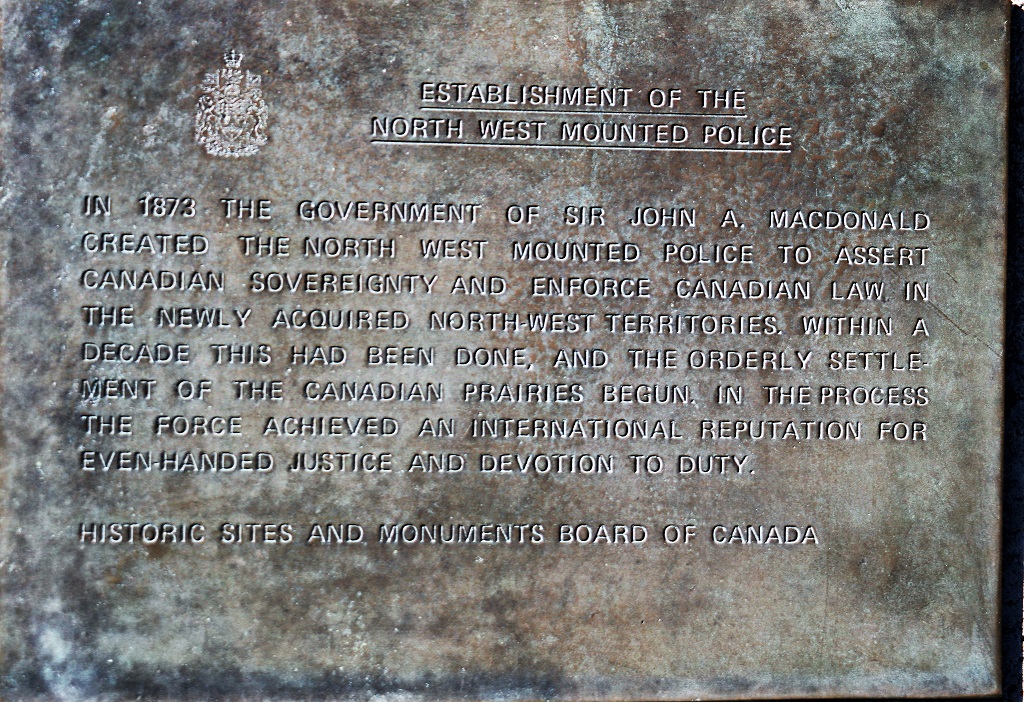 ESTABLISHMENT OF THE
NORTH WEST MOUNTED POLICE
IN 1873 THE GOVERNMENT OF SIR JOHN A. MACDONALD
CREATED THE NORTH WEST MOUNTED POLICE TO ASSERT
CANADIAN SOVEREIGNTY AND ENFORCE CANADIAN LAW IN
THE NEWLY ACQUIRED NORTH-WEST TERRITORIES. WITHIN A
DECADE THIS HAD BEEN DONE, AND THE ORDERLY SETTLE-
MENT OF THE CANADIAN PRAIRIES BEGUN. IN THE PROCESS
THE FORCE ACHIEVED AN INTERNATIONAL REPUTATION FOR
EVEN-HANDED JUSTICE AND DEVOTION TO DUTY.
HISTORIC SITES AND MONUMENTS BOARD OF CANADA